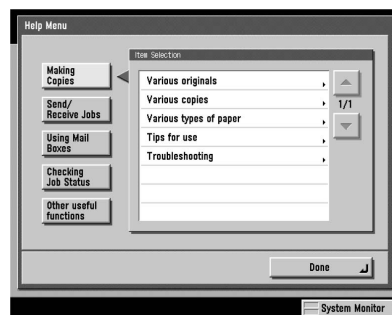 Help Menu
Item Selection
Making
Copies
Send/
Receive Jobs
Using Mail
Boxes
Checking
Job Status
Other useful
functions
Various originals
Various copies
Various types of paper
Tips for use
Troubleshooting
1/1
Done
System Monitor